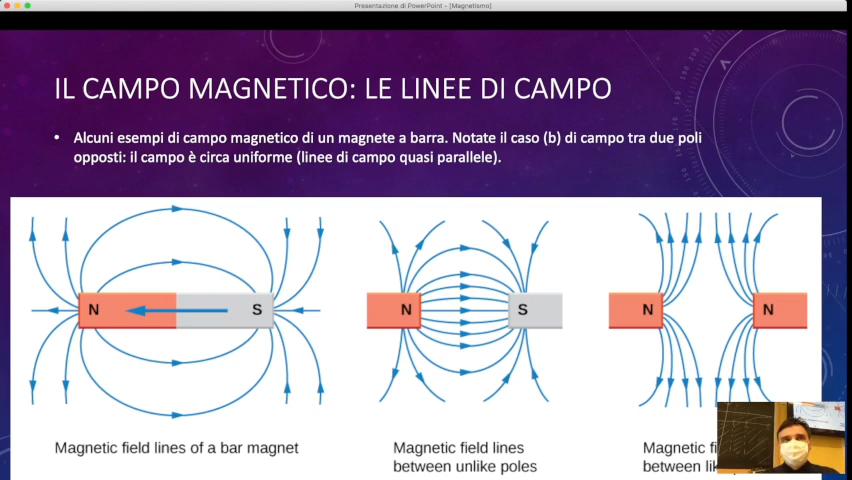 Presentazione di PowerPoint - [Magnetismo]
IL CAMPO MAGNETICO: LE LINEE DI CAMPO
• Alcuni esempi di campo magnetico di un magnete a barra. Notate il caso (b) di campo tra due poli
opposti: il campo è circa uniforme (linee di campo quasi parallele).
N S N S N N
Magnetic field lines of a bar magnet
Magnetic field lines
between unlike poles
Magnetic
between